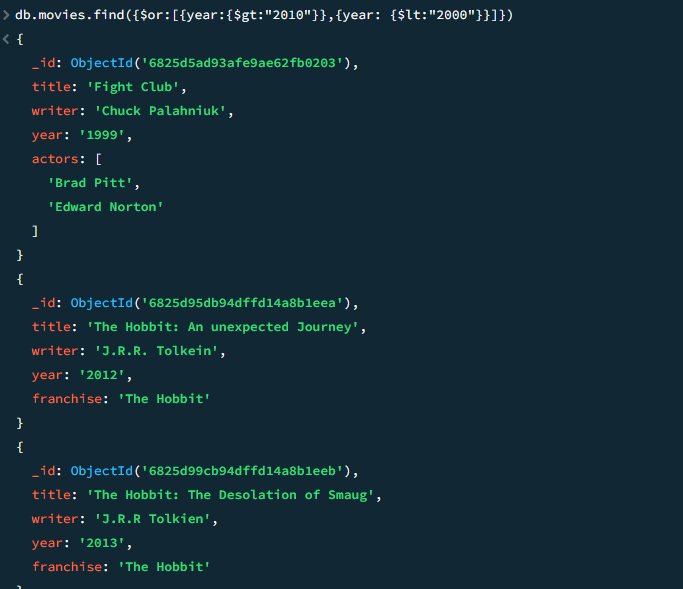 > db.movies.find({$or:[{year:{$gt:"2010"}},{year: {$lt:"2000"}}]})
< {
_id: ObjectId('6825d5ad93afe9ae62fb0203'),
title: 'Fight Club',
writer: 'Chuck Palahniuk',
year: '1999',
actors: [
'Brad Pitt',
'Edward Norton'
]
}
{
_id: ObjectId('6825d95db94dffd14a8b1eea'),
title: 'The Hobbit: An unexpected Journey',
writer: 'J.R.R. Tolkein',
year: '2012',
franchise: 'The Hobbit'
}
{
_id: ObjectId('6825d99cb94dffd14a8b1eeb'),
title: 'The Hobbit: The Desolation of Smaug',
writer: 'J.R.R Tolkien',
year: '2013',
franchise: 'The Hobbit'
}